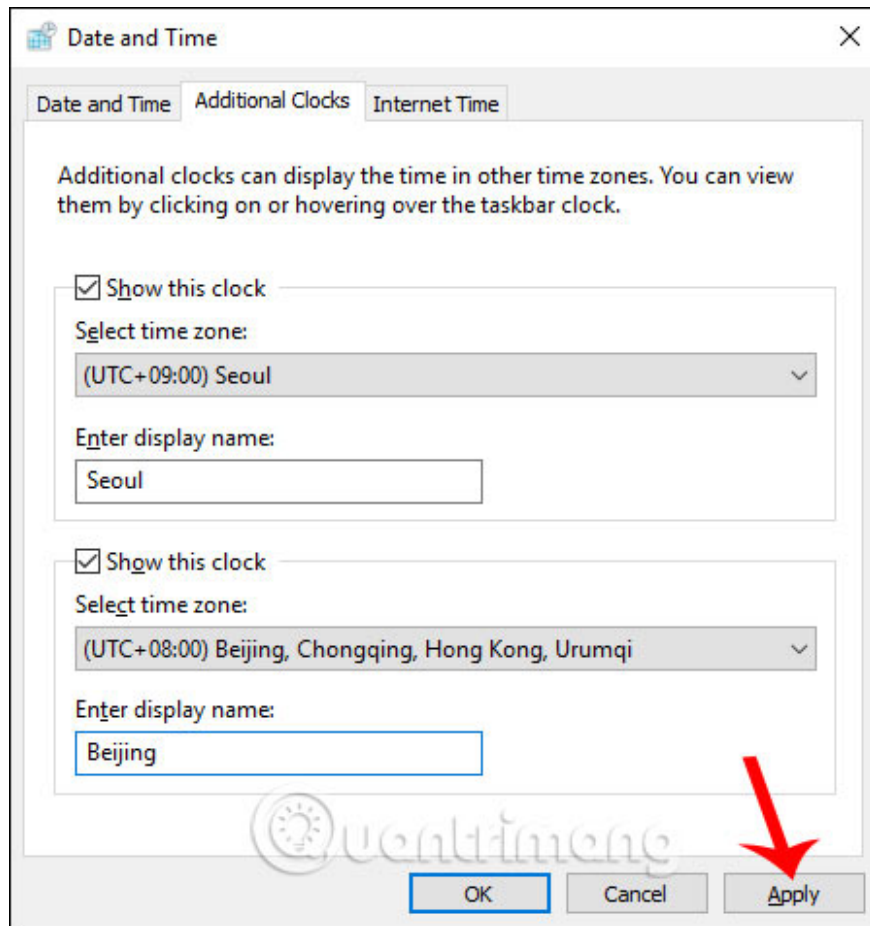 Date and Time
Date and Time Additional Clocks Internet Time
Additional clocks can display the time in other time zones. You can view
them by clicking on or hovering over the taskbar clock.
Show this clock
Select time zone:
(UTC+09:00) Seoul
Enter display name:
Seoul
Show this clock
Select time zone:
(UTC+08:00) Beijing, Chongqing, Hong Kong, Urumqi
Enter display name:
Beijing
Quantrimang
OK Cancel Apply